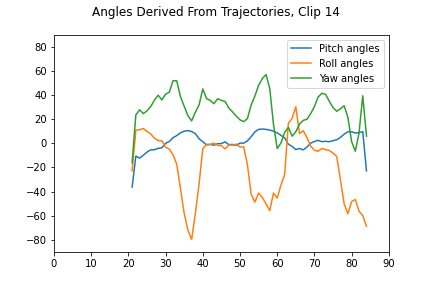 Angles Derived From Trajectories, Clip 14
Pitch angles
Roll angles
Yaw angles
80
60
40
20
0
−20
−40
−60
−80
0 10 20 30 40 50 60 70 80 90